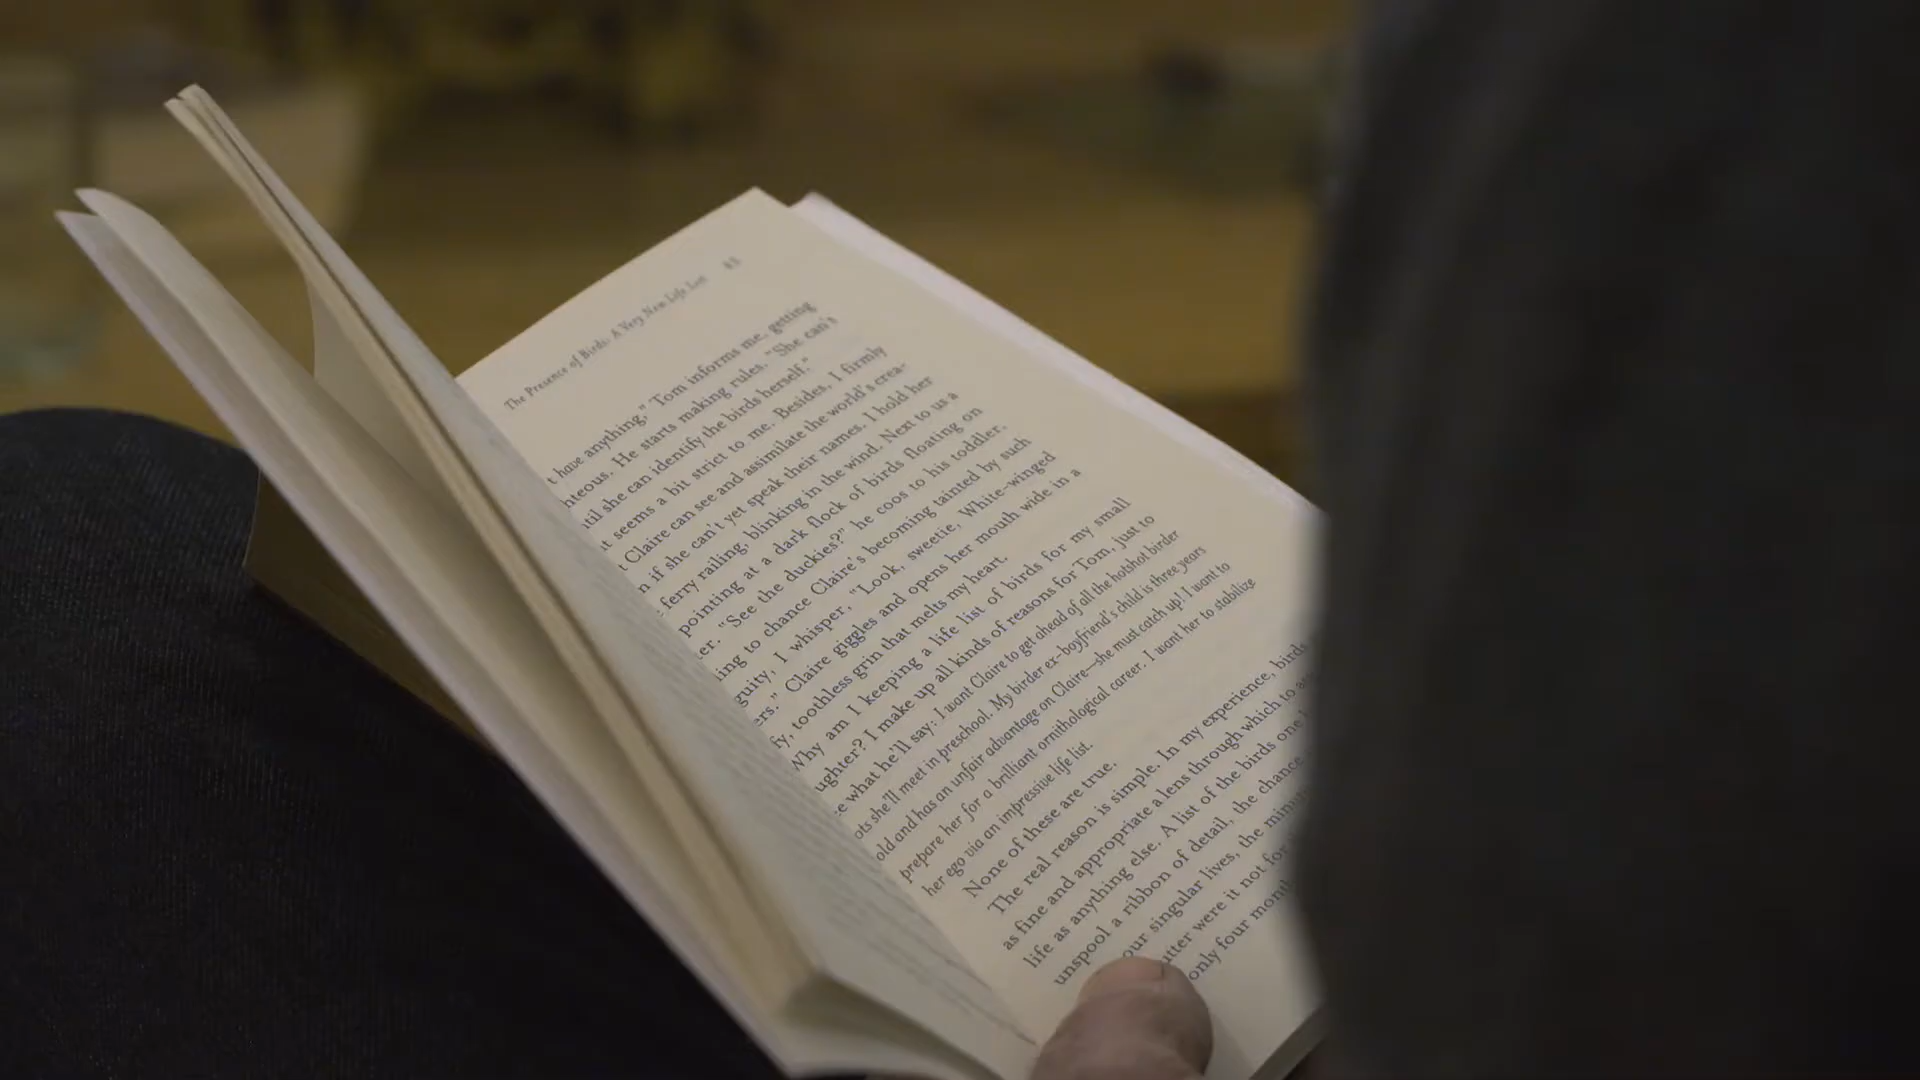 The Presence of Birds: A Very New Life List
t have anything," Tom informs me, getting
hteous. He starts making rules. "She can't
ntil she can identify the birds herself."
it seems a bit strict to me. Besides, I firmly
t Claire can see and assimilate the world's crea-
n if she can't yet speak their names. I hold her
ferry railing, blinking in the wind. Next to us a
pointing at a dark flock of birds floating on
er. "See the duckies?" he coos to his toddler.
ling to chance Claire's becoming tainted by such
guity, I whisper, "Look, sweetie, White-winged
ers." Claire giggles and opens her mouth wide in a
fy, toothless grin that melts my heart.
Why am I keeping a life list of birds for my small
ughter? I make up all kinds of reasons for Tom, just to
e what he'll say: I want Claire to get ahead of all the hotshot birder
ots she'll meet in preschool. My birder ex-boyfriend's child is three years
old and has an unfair advantage on Claire—she must catch up! I want to
prepare her for a brilliant ornithological career. I want her to stabilize
her ego via an impressive life list.
None of these are true.
The real reason is simple. In my experience, birds
as fine and appropriate a lens through which to
life as anything else. A list of the birds one
unspool a ribbon of detail, the chance
our singular lives, the
utter were it not for
only four